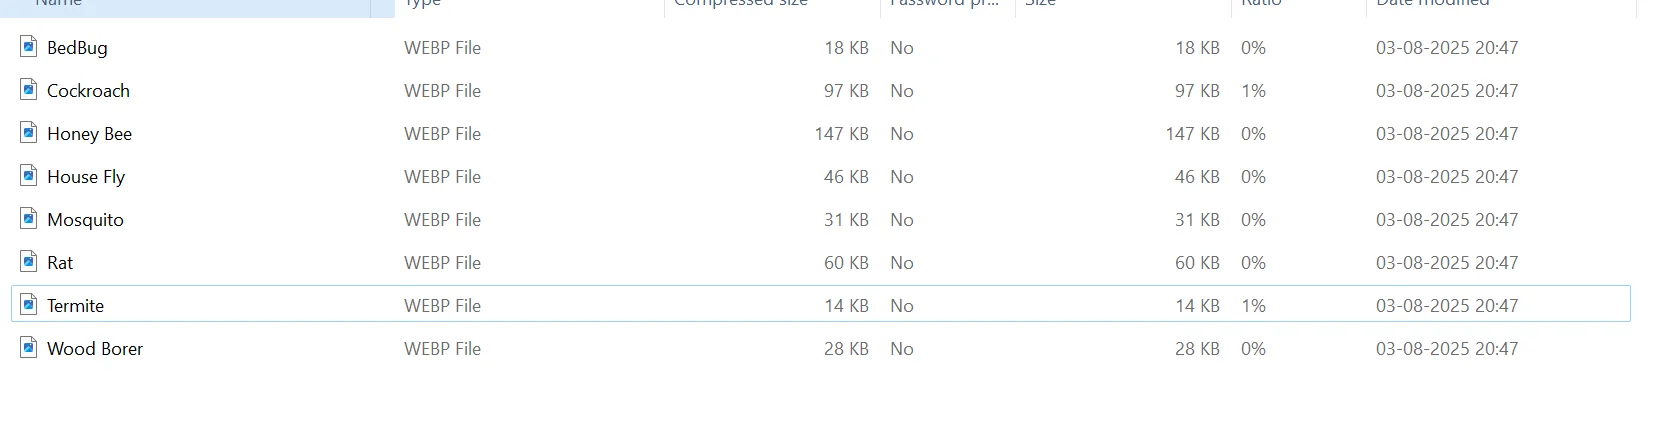 Name Type Compressed size Password pr... Size Ratio Date modified
BedBug WEBP File 18 KB No 18 KB 0% 03-08-2025 20:47
Cockroach WEBP File 97 KB No 97 KB 1% 03-08-2025 20:47
Honey Bee WEBP File 147 KB No 147 KB 0% 03-08-2025 20:47
House Fly WEBP File 46 KB No 46 KB 0% 03-08-2025 20:47
Mosquito WEBP File 31 KB No 31 KB 0% 03-08-2025 20:47
Rat WEBP File 60 KB No 60 KB 0% 03-08-2025 20:47
Termite WEBP File 14 KB No 14 KB 1% 03-08-2025 20:47
Wood Borer WEBP File 28 KB No 28 KB 0% 03-08-2025 20:47